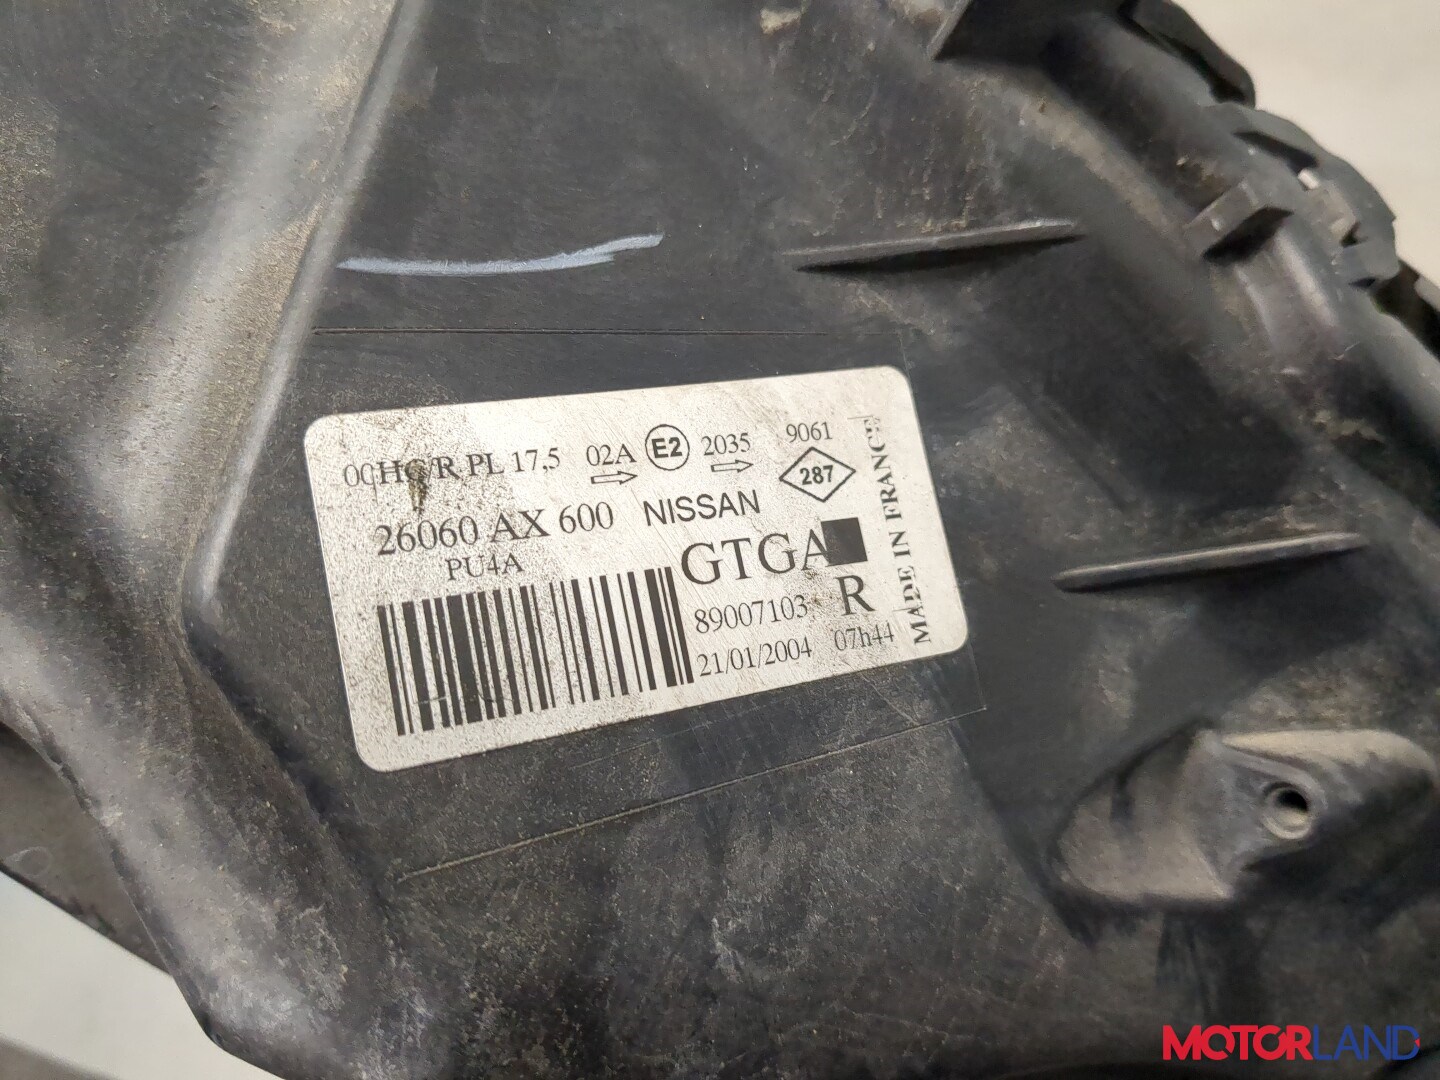 00HC/R PL 17,5 02A E2 2035 9061
287
26060 AX 600 NISSAN
PU4A GTGA
89007103 R
21/01/2004 07h44
MADE IN FRANCE
MOTORLAND